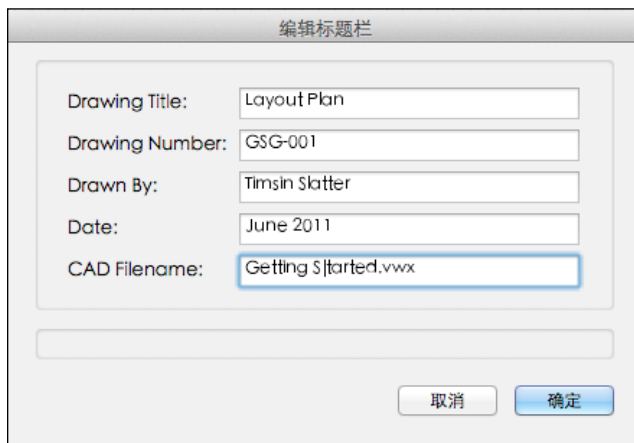 编辑标题栏
Drawing Title: Layout Plan
Drawing Number: GSG-001
Drawn By: Timsin Slatter
Date: June 2011
CAD Filename: Getting Started.vwx
取消 确定